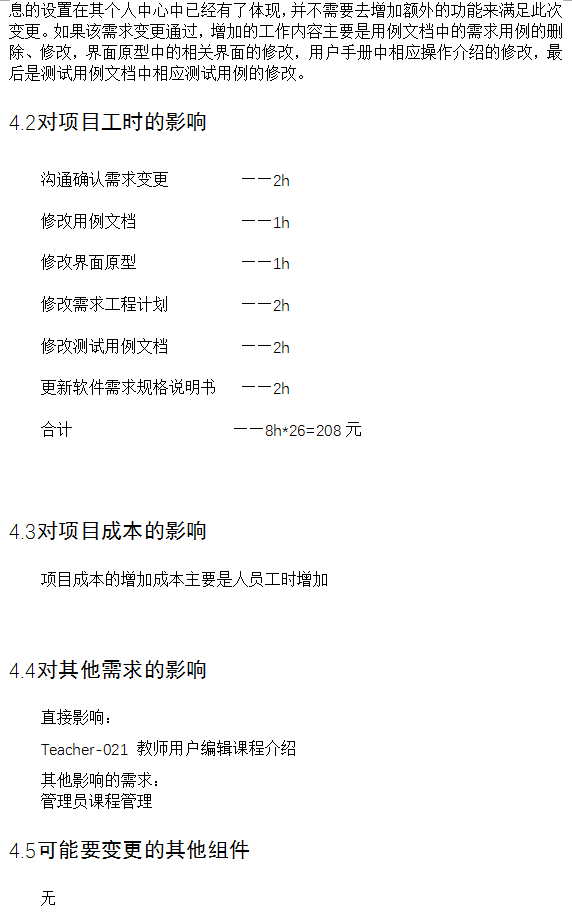 息的设置在其个人中心中已经有了体现，并不需要去增加额外的功能来满足此次
变更。如果该需求变更通过，增加的工作内容主要是用例文档中的需求用例的删
除、修改，界面原型中的相关界面的修改，用户手册中相应操作介绍的修改，最
后是测试用例文档中相应测试用例的修改。
4.2对项目工时的影响
沟通确认需求变更 ——2h
修改用例文档 ——1h
修改界面原型 ——1h
修改需求工程计划 ——2h
修改测试用例文档 ——2h
更新软件需求规格说明书 ——2h
合计 ——8h*26=208 元
4.3对项目成本的影响
项目成本的增加成本主要是人员工时增加
4.4对其他需求的影响
直接影响：
Teacher-021 教师用户编辑课程介绍
其他影响的需求：
管理员课程管理
4.5可能要变更的其他组件
无